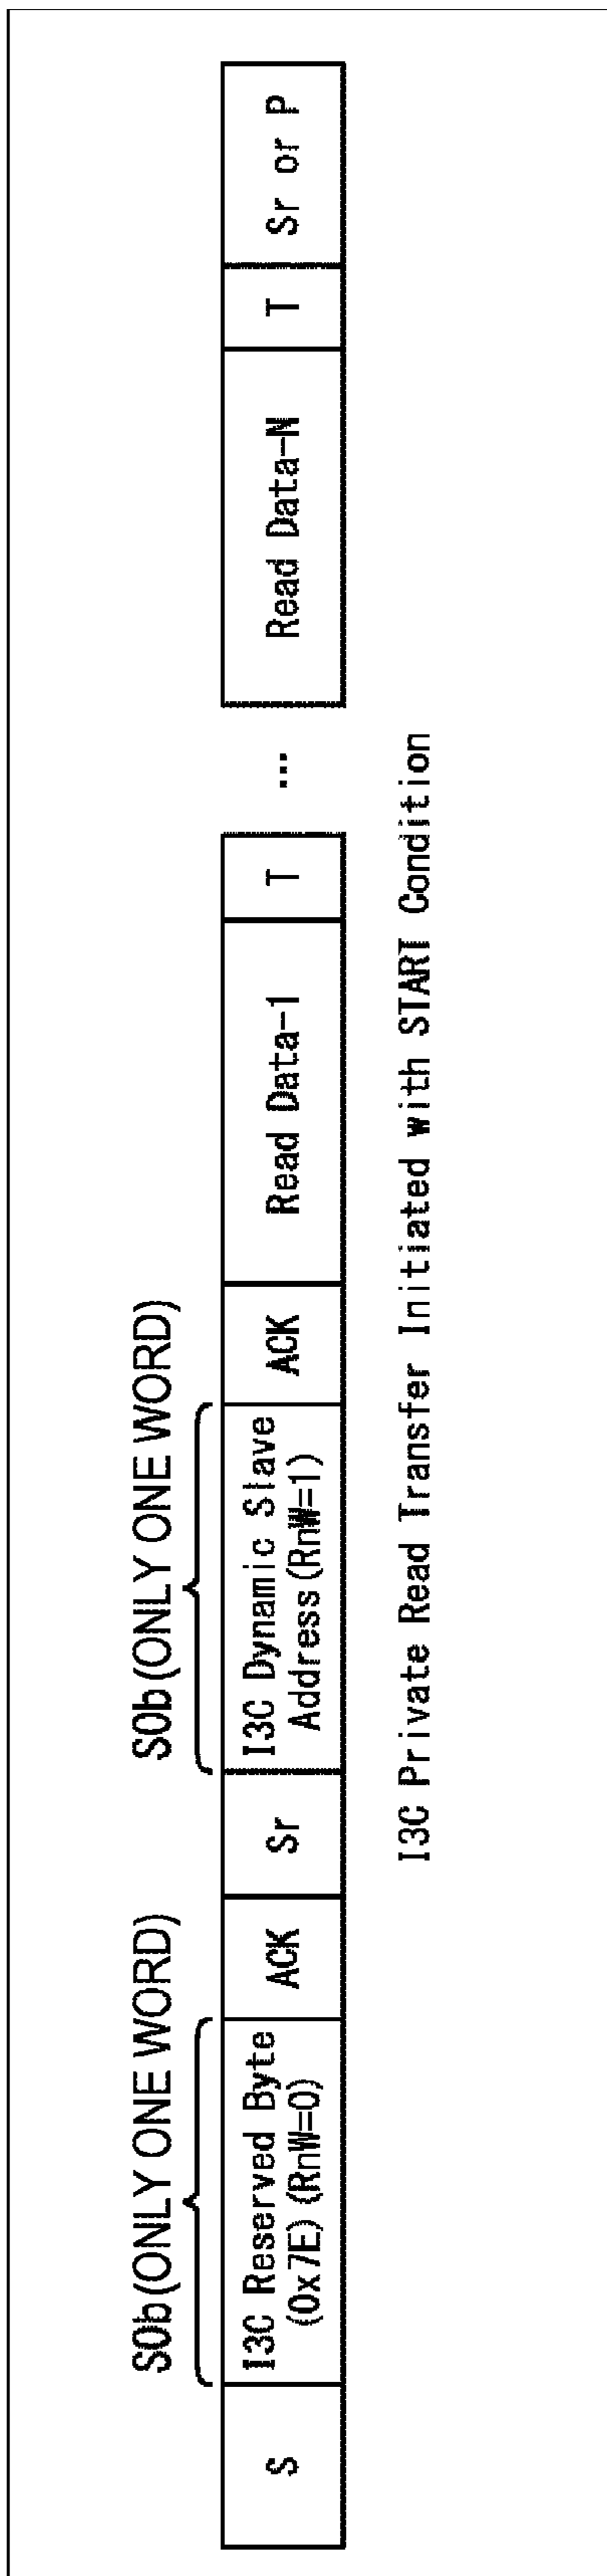 S0b(ONLY ONE WORD)
S0b(ONLY ONE WORD)
S
I3C Reserved Byte
(0x7E)(RnW=0)
ACK
Sr
I3C Dynamic Slave
Address(RnW=1)
ACK
Read Data-1
T
...
Read Data-N
T
Sr or P
I3C Private Read Transfer Initiated with START Condition